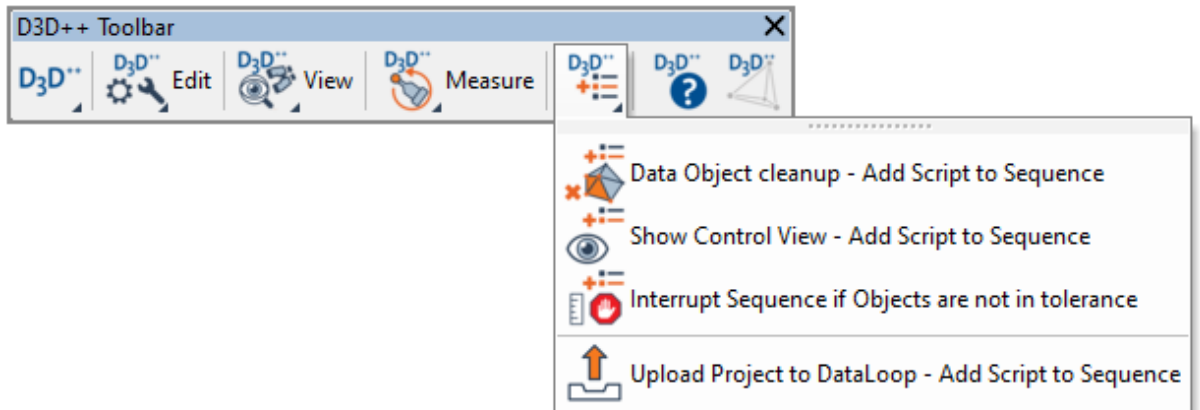 D3D++ Toolbar
D3D++ D3D++ Edit D3D++ View D3D++ Measure D3D++ D3D++ D3D++
Data Object cleanup - Add Script to Sequence
Show Control View - Add Script to Sequence
Interrupt Sequence if Objects are not in tolerance
Upload Project to DataLoop - Add Script to Sequence